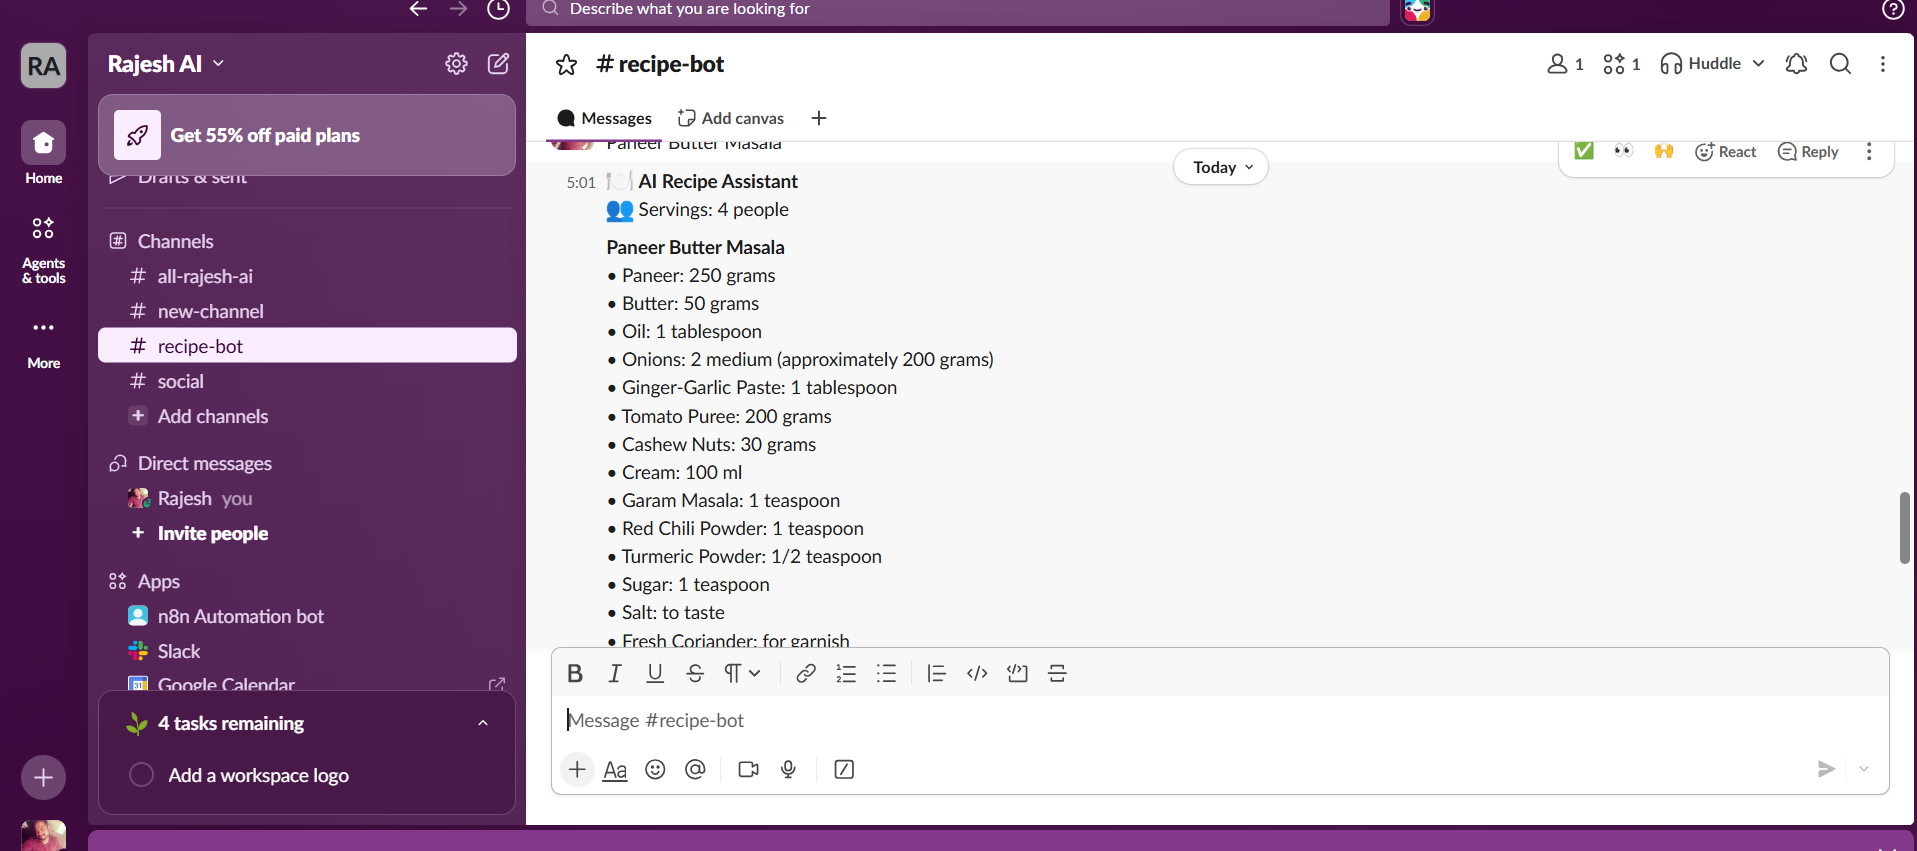 Describe what you are looking for
RA
Home
Agents
& tools
More
Rajesh AI
Get 55% off paid plans
Drafts & sent
Channels
# all-rajesh-ai
# new-channel
# recipe-bot
# social
+ Add channels
Direct messages
Rajesh you
+ Invite people
Apps
n8n Automation bot
Slack
31 Google Calendar
4 tasks remaining
Add a workspace logo
# recipe-bot
1
1
Huddle
Messages
Add canvas
+
Paneer Butter Masala
Today
React
Reply
5:01 🍽️ AI Recipe Assistant
👥 Servings: 4 people
Paneer Butter Masala
• Paneer: 250 grams
• Butter: 50 grams
• Oil: 1 tablespoon
• Onions: 2 medium (approximately 200 grams)
• Ginger-Garlic Paste: 1 tablespoon
• Tomato Puree: 200 grams
• Cashew Nuts: 30 grams
• Cream: 100 ml
• Garam Masala: 1 teaspoon
• Red Chili Powder: 1 teaspoon
• Turmeric Powder: 1/2 teaspoon
• Sugar: 1 teaspoon
• Salt: to taste
• Fresh Coriander: for garnish
B I U S
Message #recipe-bot
+ Aa @